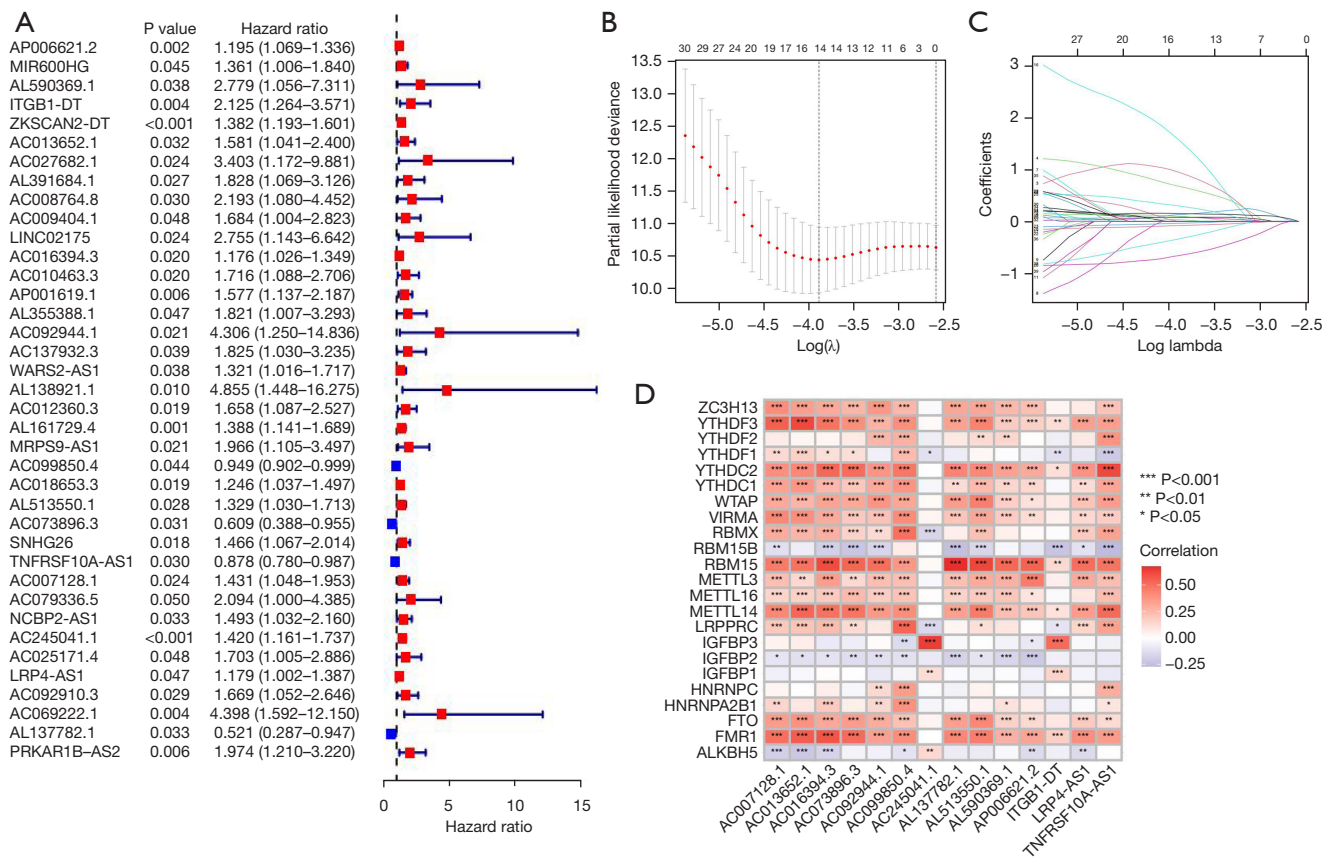 A
P value Hazard ratio
AP006621.2 0.002 1.195 (1.069–1.336)
MIR600HG 0.045 1.361 (1.006–1.840)
AL590369.1 0.038 2.779 (1.056–7.311)
ITGB1-DT 0.004 2.125 (1.264–3.571)
ZKSCAN2-DT <0.001 1.382 (1.193–1.601)
AC013652.1 0.032 1.581 (1.041–2.400)
AC027682.1 0.024 3.403 (1.172–9.881)
AL391684.1 0.027 1.828 (1.069–3.126)
AC008764.8 0.030 2.193 (1.080–4.452)
AC009404.1 0.048 1.684 (1.004–2.823)
LINC02175 0.024 2.755 (1.143–6.642)
AC016394.3 0.020 1.176 (1.026–1.349)
AC010463.3 0.020 1.716 (1.088–2.706)
AP001619.1 0.006 1.577 (1.137–2.187)
AL355388.1 0.047 1.821 (1.007–3.293)
AC092944.1 0.021 4.306 (1.250–14.836)
AC137932.3 0.039 1.825 (1.030–3.235)
WARS2-AS1 0.038 1.321 (1.016–1.717)
AL138921.1 0.010 4.855 (1.448–16.275)
AC012360.3 0.019 1.658 (1.087–2.527)
AL161729.4 0.001 1.388 (1.141–1.689)
MRPS9-AS1 0.021 1.966 (1.105–3.497)
AC099850.4 0.044 0.949 (0.902–0.999)
AC018653.3 0.019 1.246 (1.037–1.497)
AL513550.1 0.028 1.329 (1.030–1.713)
AC073896.3 0.031 0.609 (0.388–0.955)
SNHG26 0.018 1.466 (1.067–2.014)
TNFRSF10A-AS1 0.030 0.878 (0.780–0.987)
AC007128.1 0.024 1.431 (1.048–1.953)
AC079336.5 0.050 2.094 (1.000–4.385)
NCBP2-AS1 0.033 1.493 (1.032–2.160)
AC245041.1 <0.001 1.420 (1.161–1.737)
AC025171.4 0.048 1.703 (1.005–2.886)
LRP4-AS1 0.047 1.179 (1.002–1.387)
AC092910.3 0.029 1.669 (1.052–2.646)
AC069222.1 0.004 4.398 (1.592–12.150)
AL137782.1 0.033 0.521 (0.287–0.947)
PRKAR1B–AS2 0.006 1.974 (1.210–3.220)
0 5 10 15
Hazard ratio
B
30 29 27 24 20 19 17 16 14 14 13 12 11 6 3 0
13.5
13.0
12.5
12.0
11.5
11.0
10.5
10.0
Partial likelihood deviance
−5.0 −4.5 −4.0 −3.5 −3.0 −2.5
Log(λ)
C
27 20 16 13 7 0
3
2
1
0
−1
Coefficients
−5.0 −4.5 −4.0 −3.5 −3.0 −2.5
Log lambda
D
ZC3H13
YTHDF3
YTHDF2
YTHDF1
YTHDC2
YTHDC1
WTAP
VIRMA
RBMX
RBM15B
RBM15
METTL3
METTL16
METTL14
LRPPRC
IGFBP3
IGFBP2
IGFBP1
HNRNPC
HNRNPA2B1
FTO
FMR1
ALKBH5
AC007128.1
AC013652.1
AC016394.3
AC073896.3
AC092944.1
AC099850.4
AC245041.1
AL137782.1
AL513550.1
AL590369.1
AP006621.2
ITGB1-DT
LRP4-AS1
TNFRSF10A-AS1
*** P<0.001
** P<0.01
* P<0.05
Correlation
0.50
0.25
0.00
−0.25